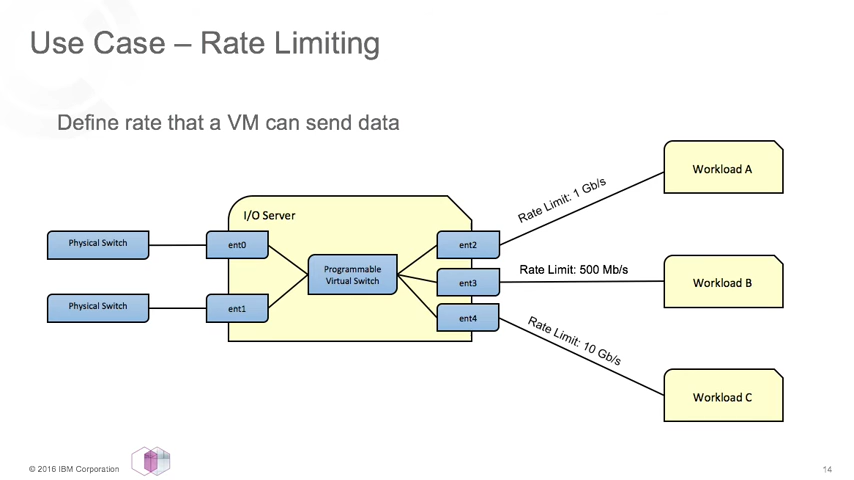 Use Case – Rate Limiting
Define rate that a VM can send data
Workload A
Rate Limit: 1 Gb/s
I/O Server
Physical Switch
ent0
ent2
Programmable
Virtual Switch
Rate Limit: 500 Mb/s
ent3
Workload B
Physical Switch
ent1
ent4
Rate Limit: 10 Gb/s
Workload C
© 2016 IBM Corporation
14